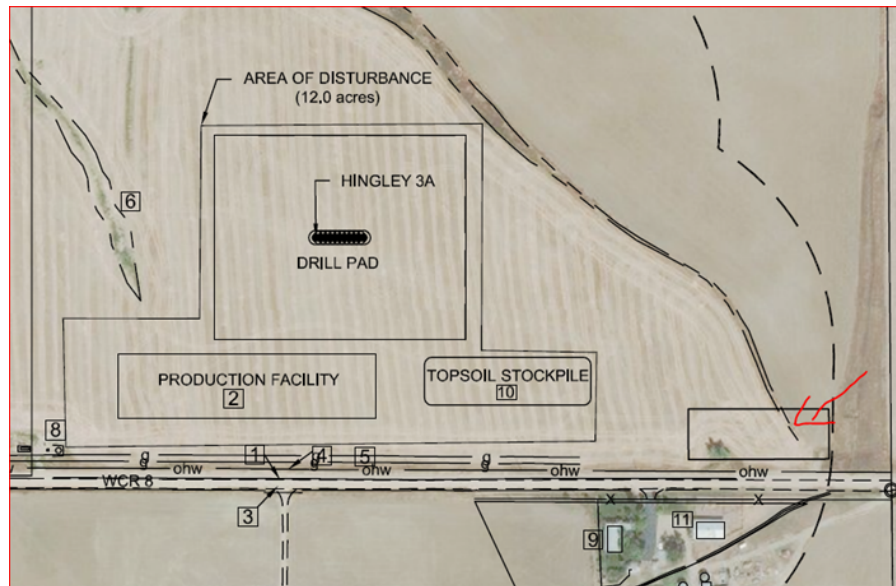 AREA OF DISTURBANCE
(12.0 acres)
HINGLEY 3A
6
DRILL PAD
PRODUCTION FACILITY
2
TOPSOIL STOCKPILE
10
8
g
g
g
1
4
5
g
g
ohw
ohw
ohw
ohw
ohw
WCR 8
3
X
X
9
11